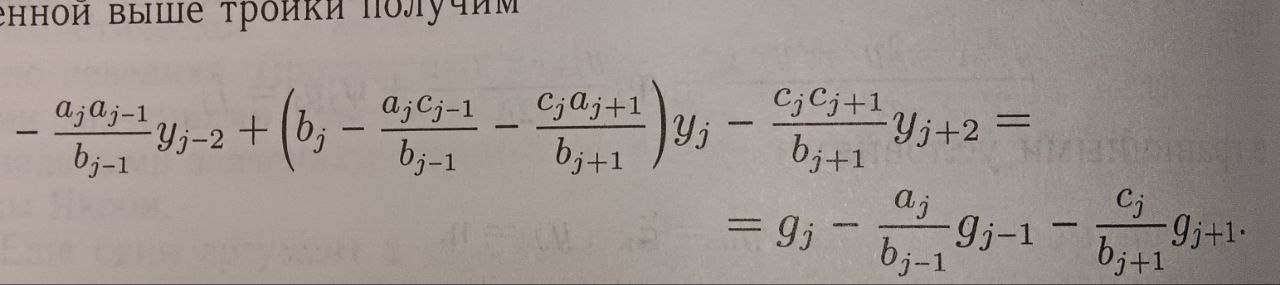 енной выше тройки получим
$$- \frac{a_j a_{j-1}}{b_{j-1}} y_{j-2} + \left( b_j - \frac{a_j c_{j-1}}{b_{j-1}} - \frac{c_j a_{j+1}}{b_{j+1}} \right) y_j - \frac{c_j c_{j+1}}{b_{j+1}} y_{j+2} =$$
$$= g_j - \frac{a_j}{b_{j-1}} g_{j-1} - \frac{c_j}{b_{j+1}} g_{j+1}.$$